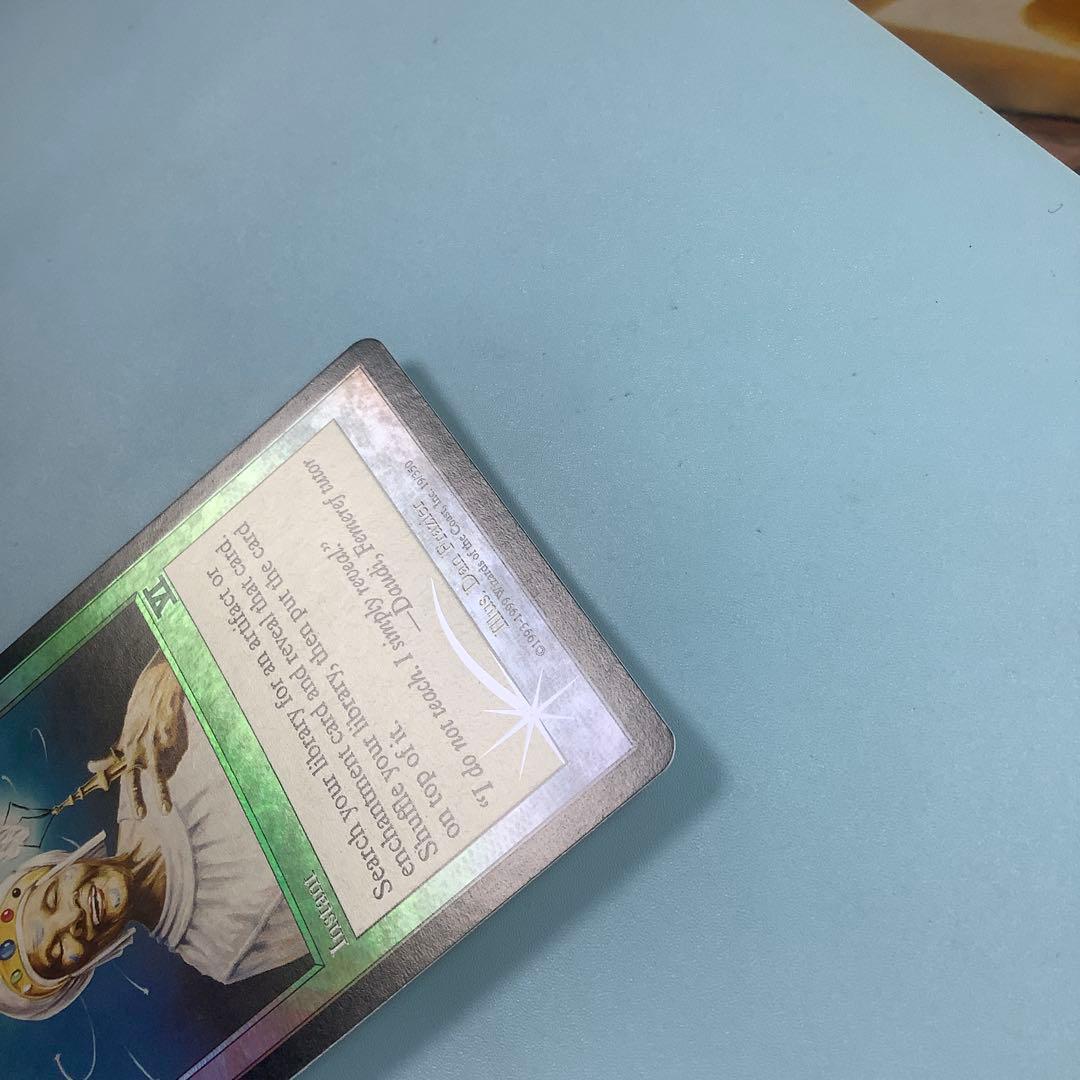 Instant
VI
Search your library for an artifact or
enchantment card and reveal that card.
Shuffle your library, then put the card
on top of it.
“I do not teach. I simply reveal.”
—Daudi, Femeref tutor
Illus. Dan Frazier
©1993-1999 Wizards of the Coast, Inc. 19/350